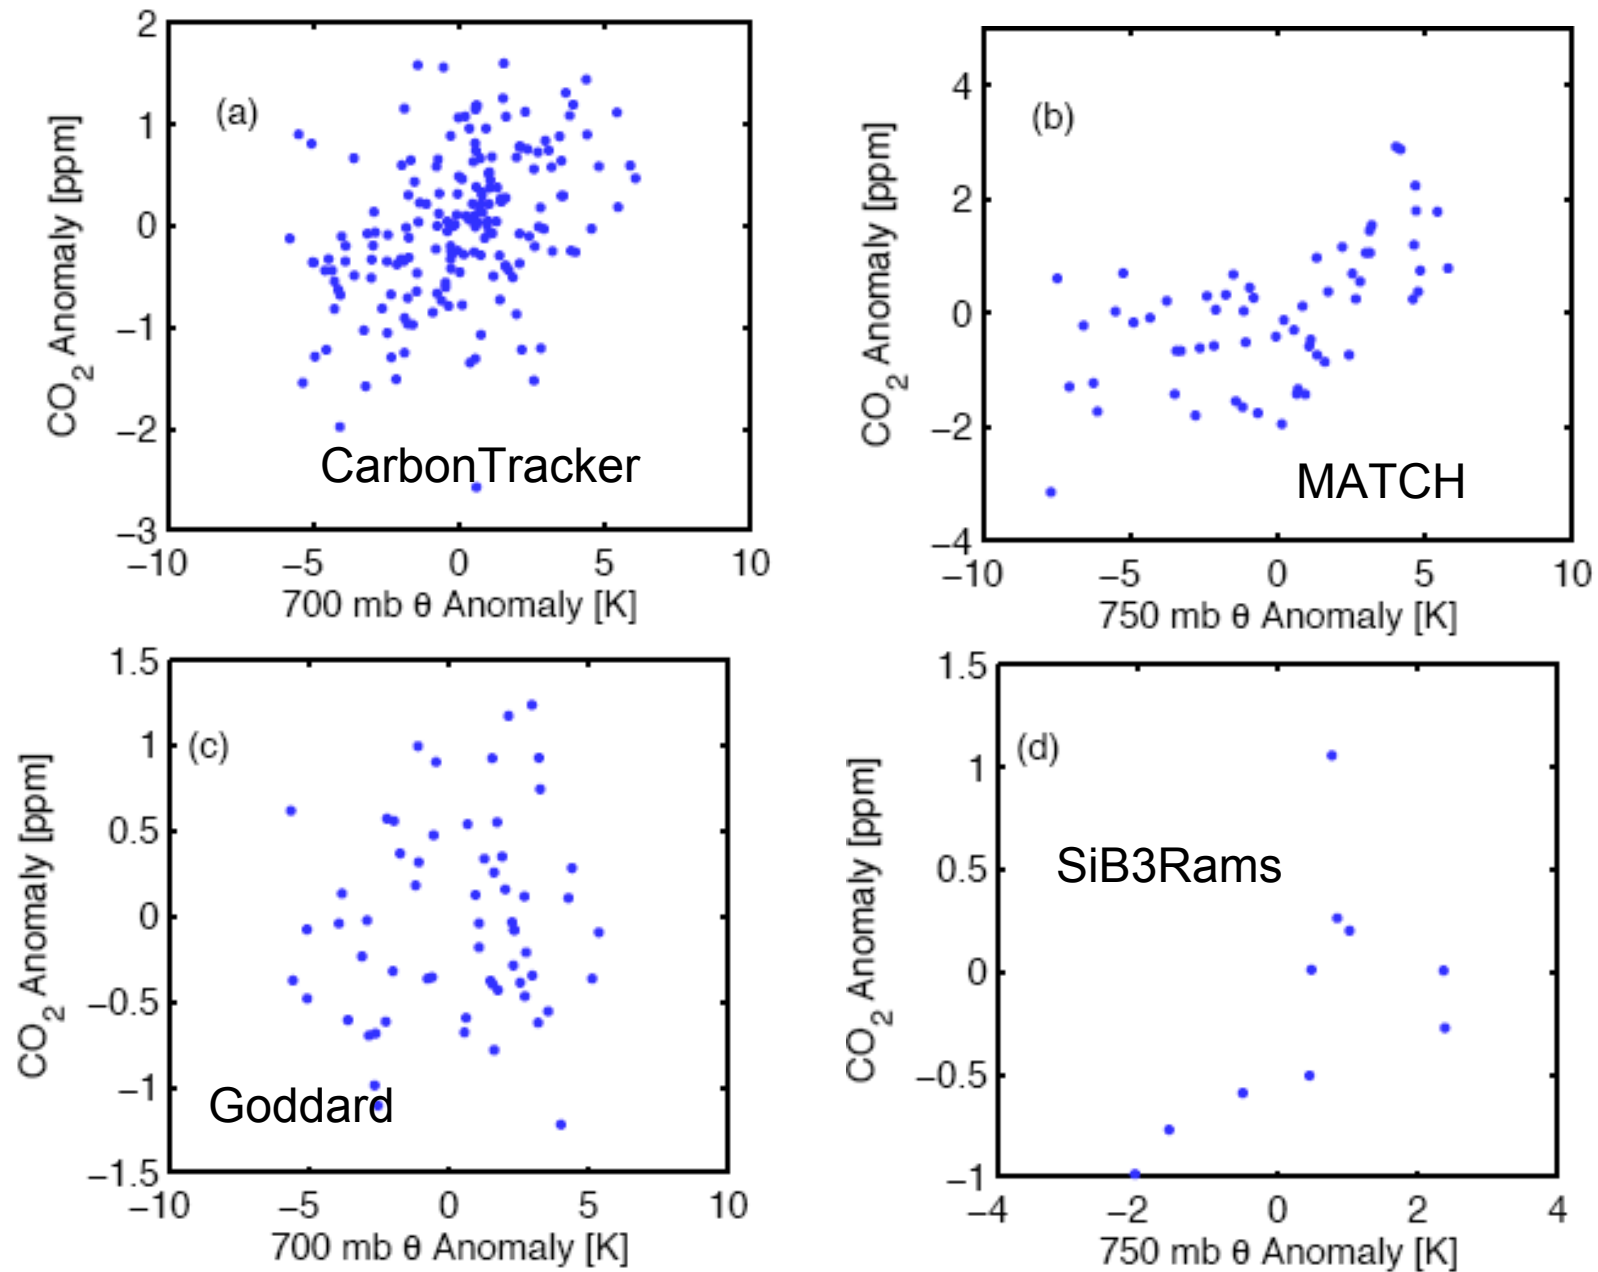 2
1
0
−1
−2
−3
CO2 Anomaly [ppm]
(a)
CarbonTracker
−10
−5
0
5
10
700 mb θ Anomaly [K]
4
2
0
−2
−4
CO2 Anomaly [ppm]
(b)
MATCH
−10
−5
0
5
10
750 mb θ Anomaly [K]
1.5
1
0.5
0
−0.5
−1
−1.5
CO2 Anomaly [ppm]
(c)
Goddard
−10
−5
0
5
10
700 mb θ Anomaly [K]
1.5
1
0.5
0
−0.5
−1
CO2 Anomaly [ppm]
(d)
SiB3Rams
−4
−2
0
2
4
750 mb θ Anomaly [K]